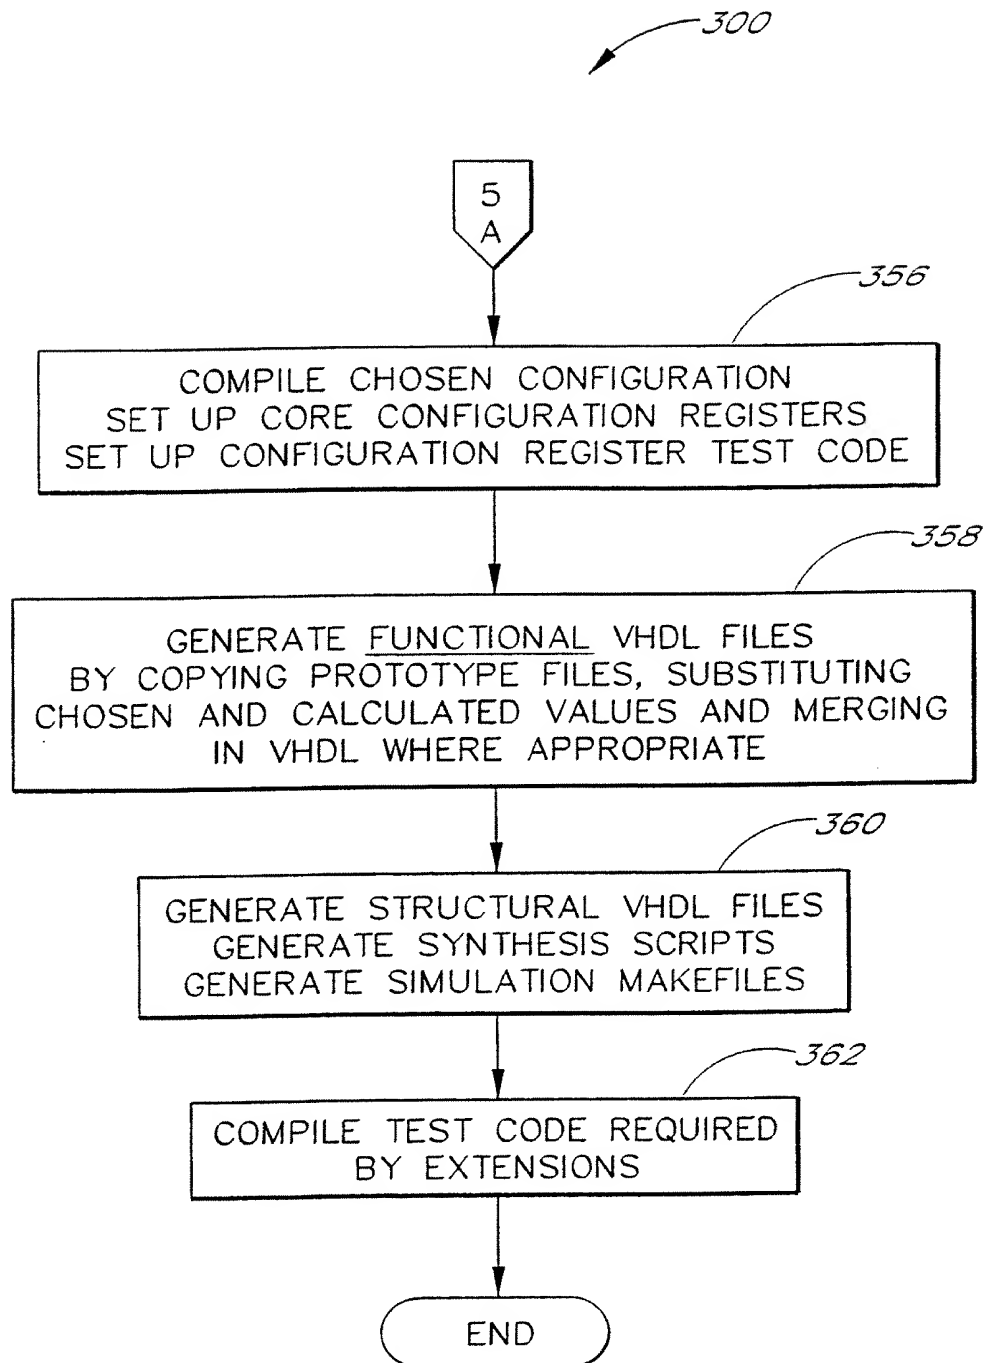 300
5
A
356
COMPILE CHOSEN CONFIGURATION
SET UP CORE CONFIGURATION REGISTERS
SET UP CONFIGURATION REGISTER TEST CODE
358
GENERATE FUNCTIONAL VHDL FILES
BY COPYING PROTOTYPE FILES, SUBSTITUTING
CHOSEN AND CALCULATED VALUES AND MERGING
IN VHDL WHERE APPROPRIATE
360
GENERATE STRUCTURAL VHDL FILES
GENERATE SYNTHESIS SCRIPTS
GENERATE SIMULATION MAKEFILES
362
COMPILE TEST CODE REQUIRED
BY EXTENSIONS
END